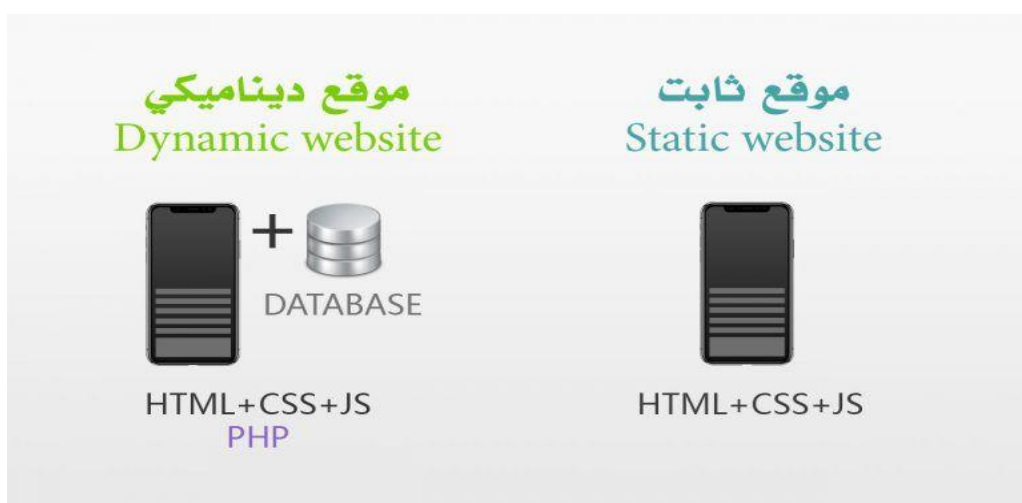 موقع ثابت
Static website
HTML+CSS+JS
موقع ديناميكي
Dynamic website
+
DATABASE
HTML+CSS+JS
PHP